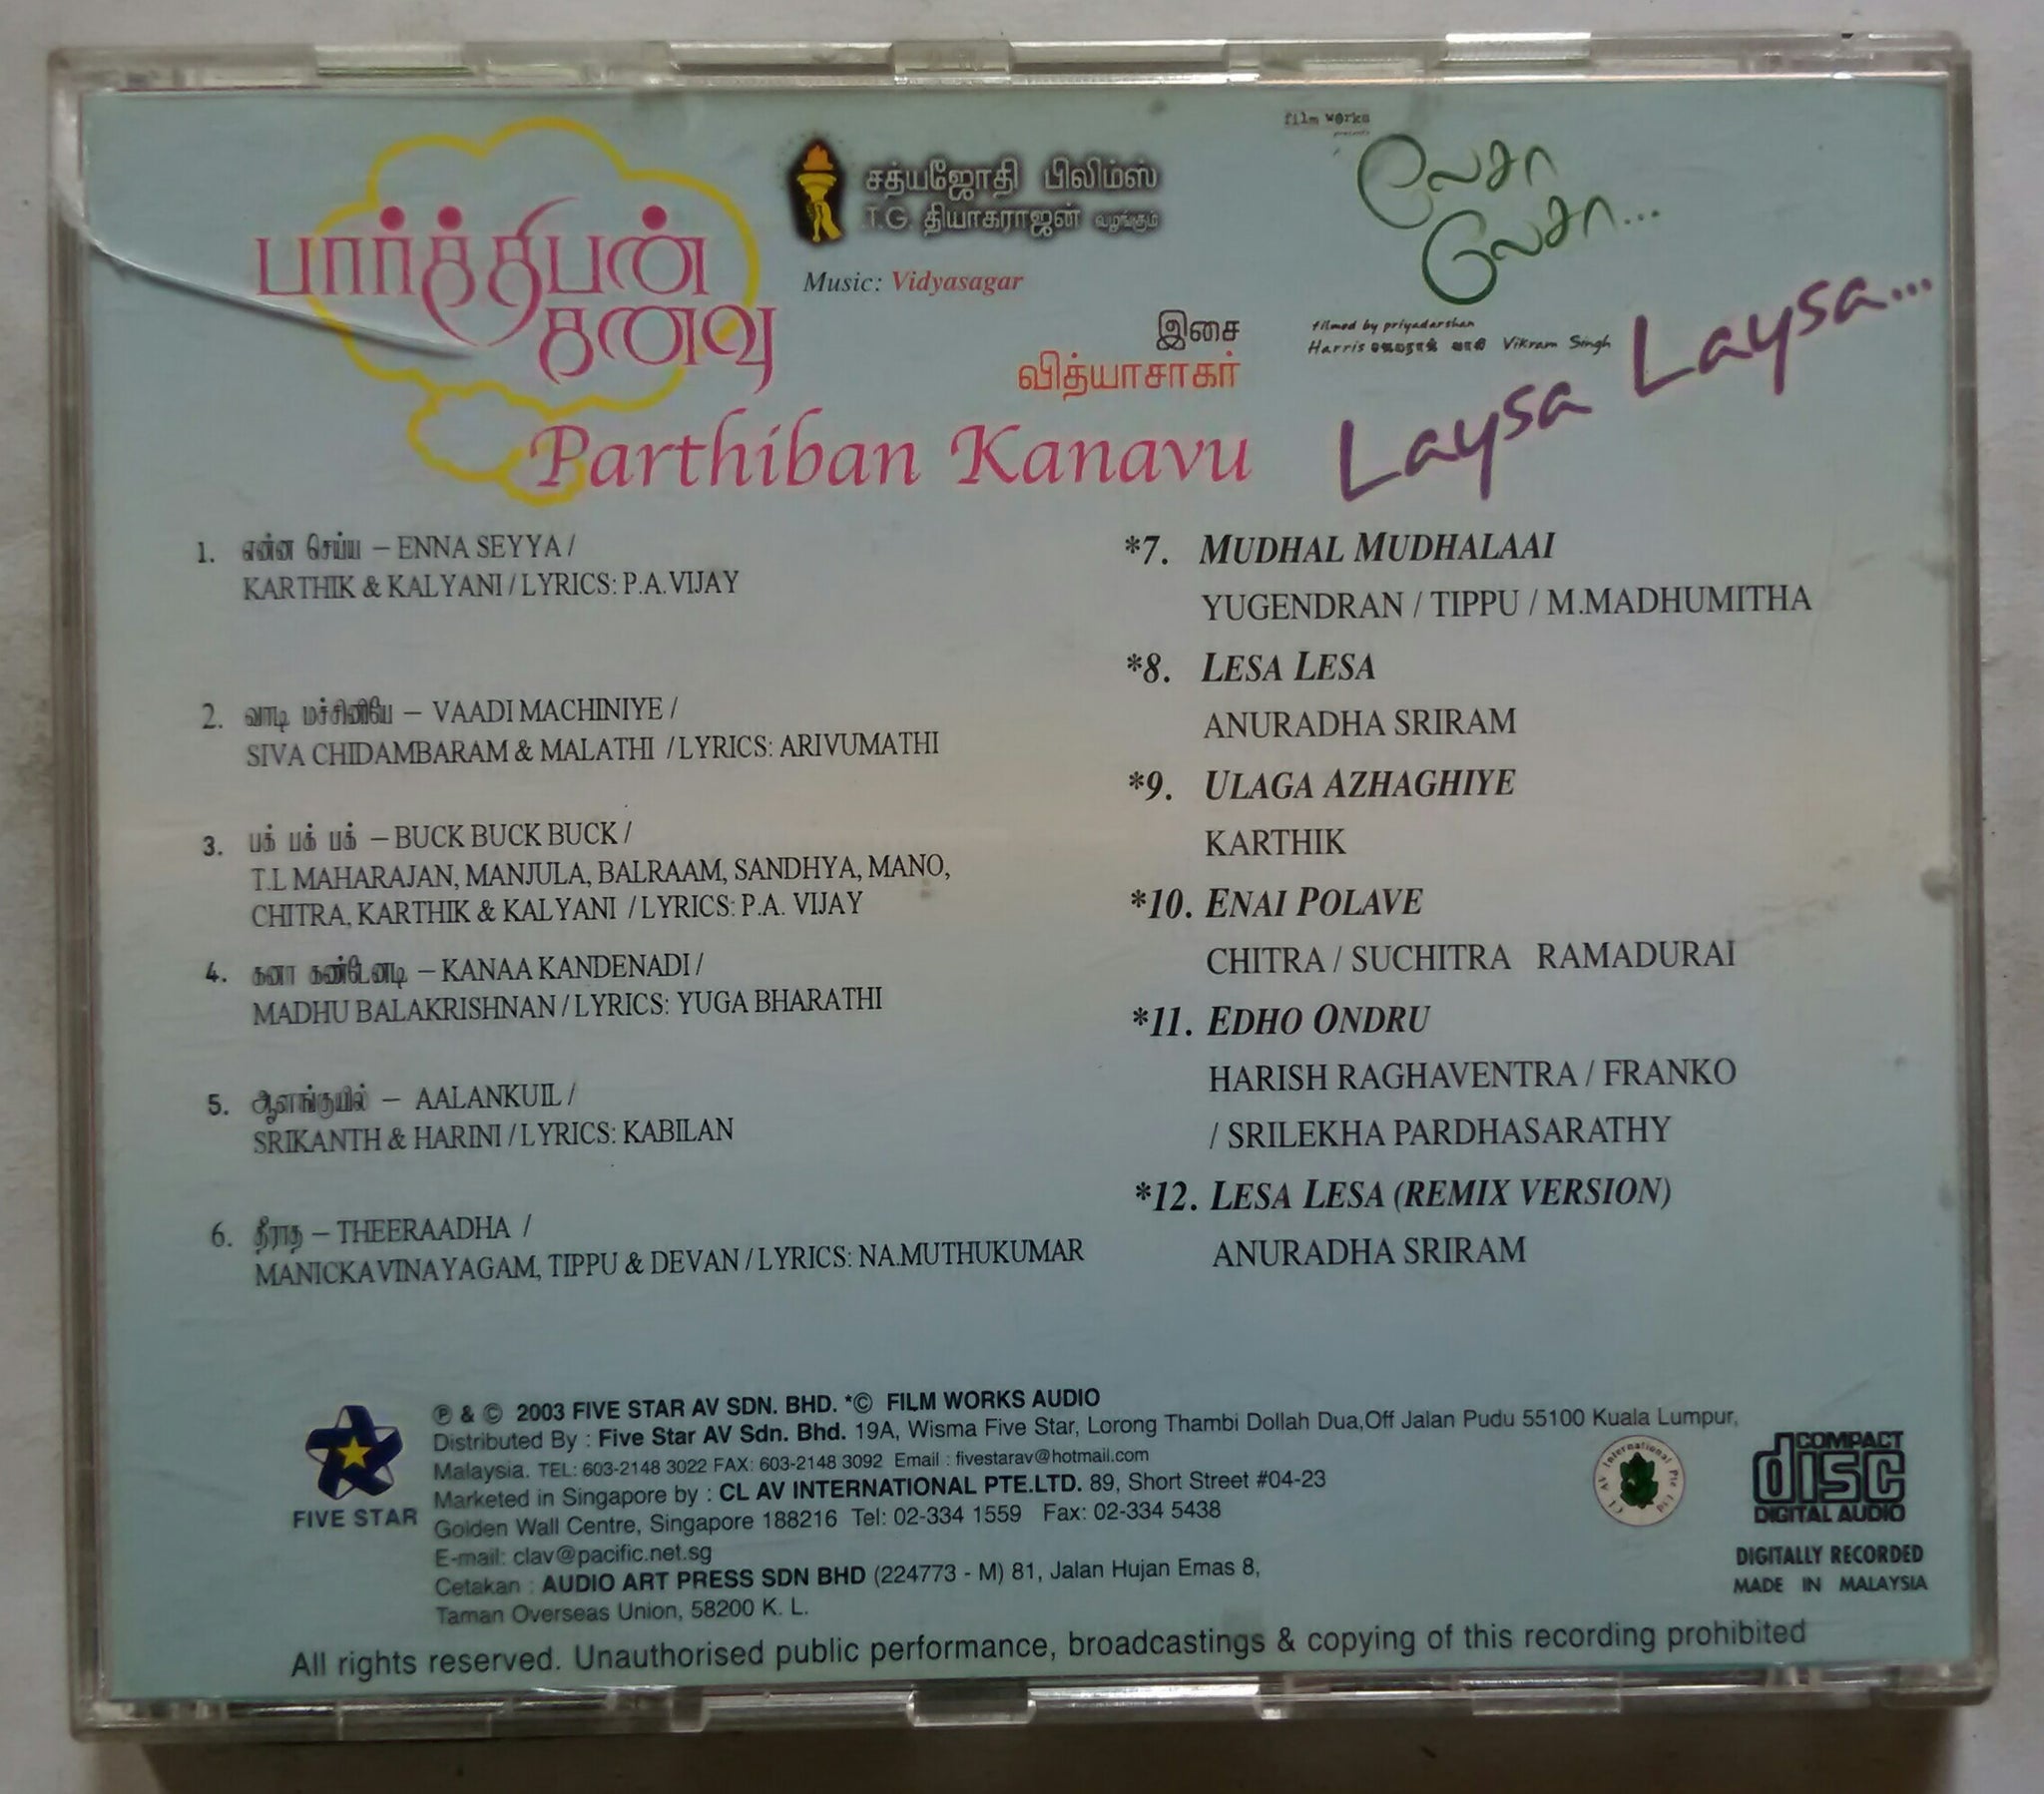 பார்த்திபன்
கனவு
Parthiban Kanavu
சத்யஜோதி பிலிம்ஸ்
T.G. தியாகராஜன் வழங்கும்
Music: Vidyasagar
இசை
வித்யாசாகர்
film works
presents
லேசா
லேசா...
filmed by priyadarshan
Harris வாலி Vikram Singh
Laysa Laysa...
1. என்ன செய்ய – ENNA SEYYA /
KARTHIK & KALYANI / LYRICS: P.A.VIJAY
2. வாடி மச்சினியே – VAADI MACHINIYE /
SIVA CHIDAMBARAM & MALATHI / LYRICS: ARIVUMATHI
3. பக் பக் பக் – BUCK BUCK BUCK /
T.L MAHARAJAN, MANJULA, BALRAAM, SANDHYA, MANO,
CHITRA, KARTHIK & KALYANI / LYRICS: P.A. VIJAY
4. கனா கண்டேனடி – KANAA KANDENADI /
MADHU BALAKRISHNAN / LYRICS: YUGA BHARATHI
5. ஆலங்குயில் – AALANKUIL /
SRIKANTH & HARINI / LYRICS: KABILAN
6. தீராத – THEERAADHA /
MANICKAVINAYAGAM, TIPPU & DEVAN / LYRICS: NA.MUTHUKUMAR
*7. MUDHAL MUDHALAAI
YUGENDRAN / TIPPU / M.MADHUMITHA
*8. LESA LESA
ANURADHA SRIRAM
*9. ULAGA AZHAGHIYE
KARTHIK
*10. ENAI POLAVE
CHITRA / SUCHITRA RAMADURAI
*11. EDHO ONDRU
HARISH RAGHAVENTRA / FRANKO
/ SRILEKHA PARDHASARATHY
*12. LESA LESA (REMIX VERSION)
ANURADHA SRIRAM
FIVE STAR
℗ & © 2003 FIVE STAR AV SDN. BHD. *© FILM WORKS AUDIO
Distributed By : Five Star AV Sdn. Bhd. 19A, Wisma Five Star, Lorong Thambi Dollah Dua,Off Jalan Pudu 55100 Kuala Lumpur,
Malaysia. TEL: 603-2148 3022 FAX: 603-2148 3092 Email : fivestarav@hotmail.com
Marketed in Singapore by : CL AV INTERNATIONAL PTE.LTD. 89, Short Street #04-23
Golden Wall Centre, Singapore 188216 Tel: 02-334 1559 Fax: 02-334 5438
E-mail: clav@pacific.net.sg
Cetakan : AUDIO ART PRESS SDN BHD (224773 - M) 81, Jalan Hujan Emas 8,
Taman Overseas Union, 58200 K. L.
CL AV International Pte Ltd
COMPACT
disc
DIGITAL AUDIO
DIGITALLY RECORDED
MADE IN MALAYSIA
All rights reserved. Unauthorised public performance, broadcastings & copying of this recording prohibited